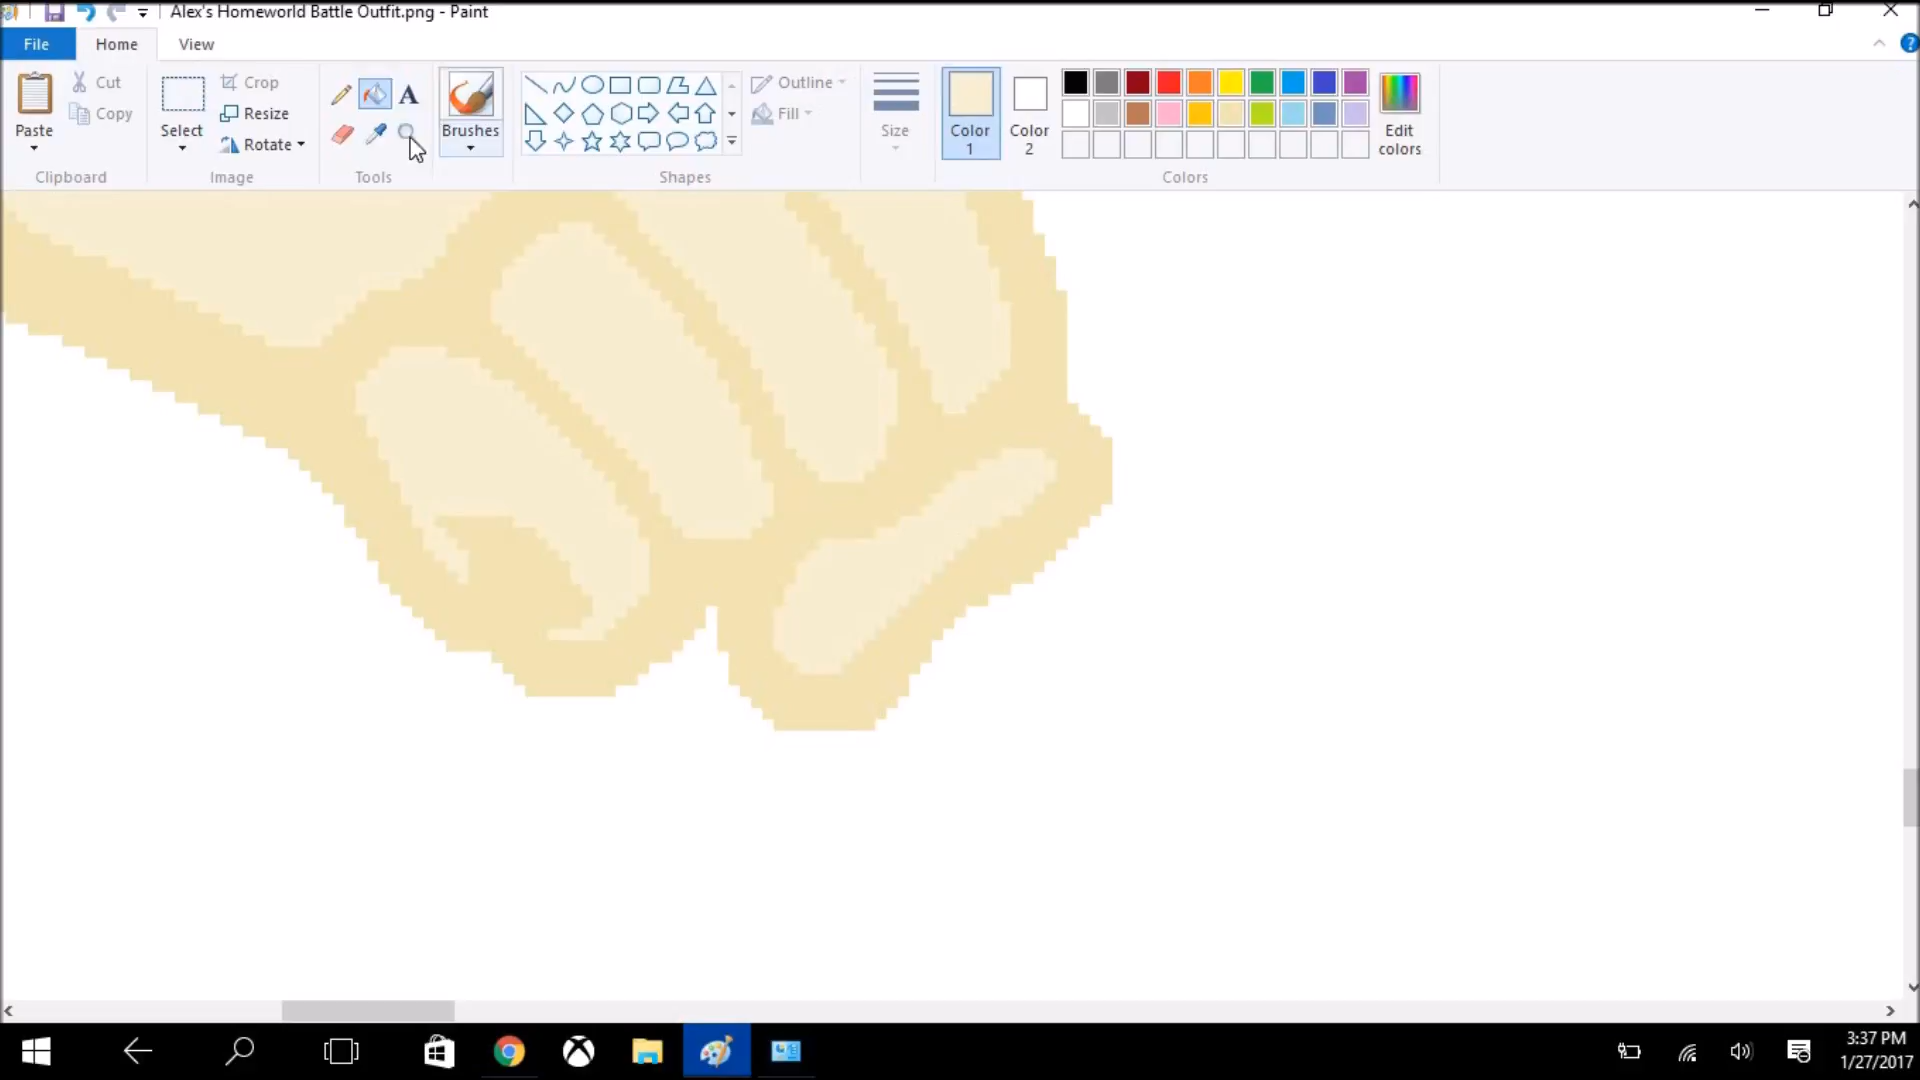 Alex's Homeworld Battle Outfit.png - Paint
File Home View
Paste
Cut
Copy
Clipboard
Select
Crop
Resize
Rotate
Image
A
Tools
Brushes
Shapes
Outline
Fill
Size
Color 1
Color 2
Edit colors
Colors
3:37 PM
1/27/2017